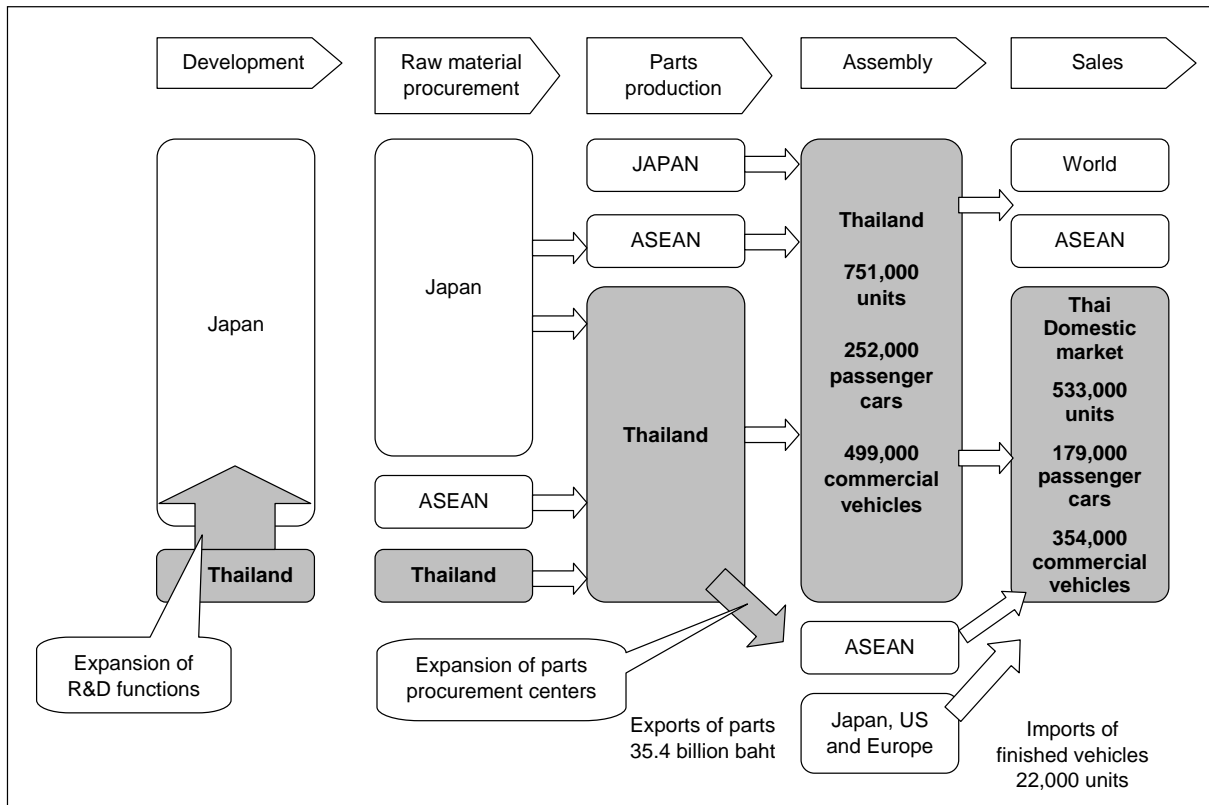 Development
Raw material
procurement
Parts
production
Assembly
Sales
Japan
Thailand
Expansion of
R&D functions
Japan
ASEAN
Thailand
Expansion of parts
procurement centers
JAPAN
ASEAN
Thailand
Exports of parts
35.4 billion baht
Thailand
751,000
units
252,000
passenger
cars
499,000
commercial
vehicles
ASEAN
Japan, US
and Europe
World
ASEAN
Thai
Domestic
market
533,000
units
179,000
passenger
cars
354,000
commercial
vehicles
Imports of
finished vehicles
22,000 units